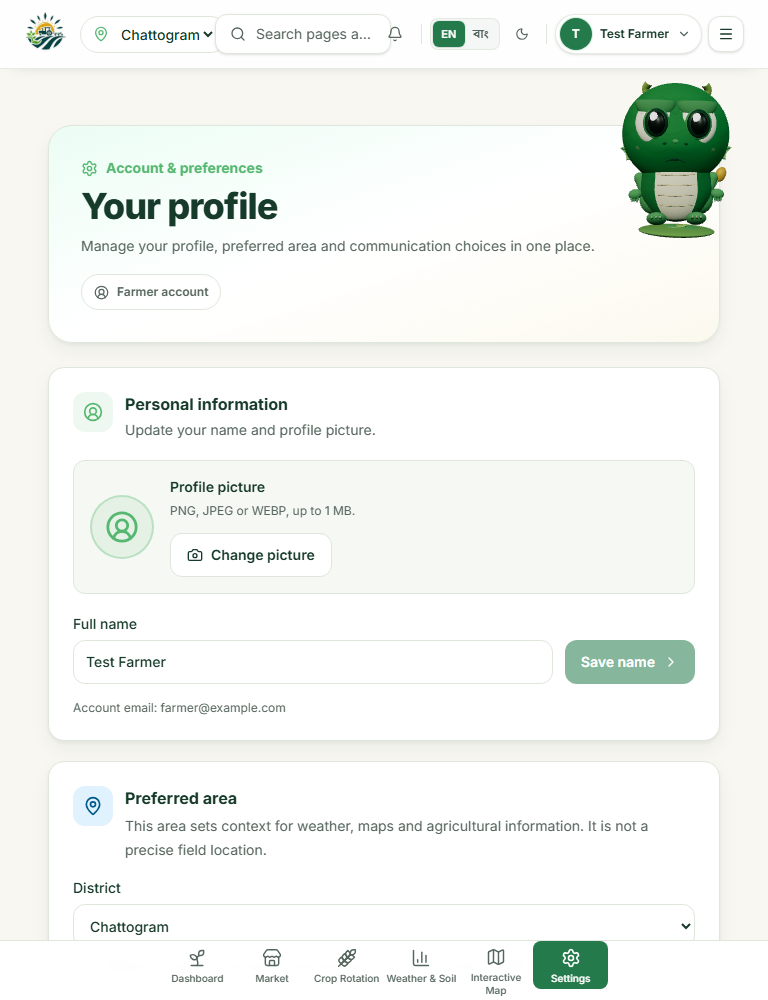 Chattogram
Search pages a...
EN
বাং
T
Test Farmer
Account & preferences
Your profile
Manage your profile, preferred area and communication choices in one place.
Farmer account
Personal information
Update your name and profile picture.
Profile picture
PNG, JPEG or WEBP, up to 1 MB.
Change picture
Full name
Test Farmer
Save name
Account email: farmer@example.com
Preferred area
This area sets context for weather, maps and agricultural information. It is not a
precise field location.
District
Chattogram
Dashboard
Market
Crop Rotation
Weather & Soil
Interactive
Map
Settings